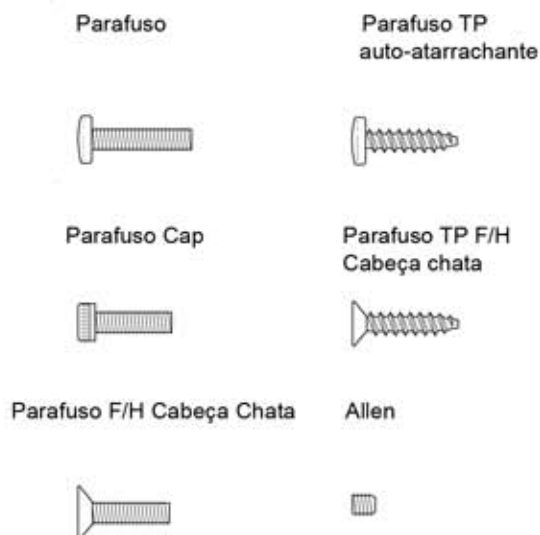 Parafuso
Parafuso TP
auto-atarrachante
Parafuso Cap
Parafuso TP F/H
Cabeça chata
Parafuso F/H Cabeça Chata
Allen